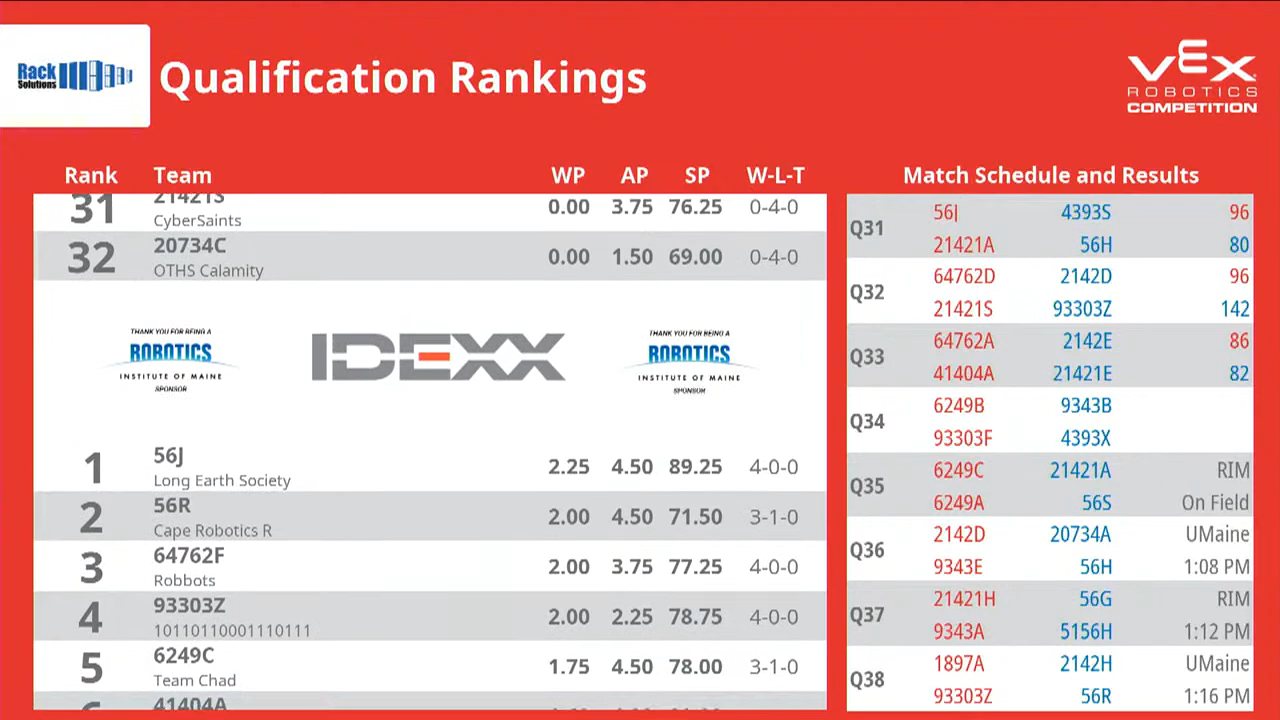 Rack
Solutions
Qualification Rankings
VEX
ROBOTICS
COMPETITION
Rank Team WP AP SP W-L-T
31 21421S 0.00 3.75 76.25 0-4-0
CyberSaints
32 20734C 0.00 1.50 69.00 0-4-0
OTHS Calamity
THANK YOU FOR BEING A
ROBOTICS
INSTITUTE OF MAINE
SPONSOR
IDEXX
THANK YOU FOR BEING A
ROBOTICS
INSTITUTE OF MAINE
SPONSOR
1 56J 2.25 4.50 89.25 4-0-0
Long Earth Society
2 56R 2.00 4.50 71.50 3-1-0
Cape Robotics R
3 64762F 2.00 3.75 77.25 4-0-0
Robbots
4 93303Z 2.00 2.25 78.75 4-0-0
10110110001110111
5 6249C 1.75 4.50 78.00 3-1-0
Team Chad
41404A
Match Schedule and Results
Q31 56J 4393S 96
21421A 56H 80
Q32 64762D 2142D 96
21421S 93303Z 142
Q33 64762A 2142E 86
41404A 21421E 82
Q34 6249B 9343B
93303F 4393X
Q35 6249C 21421A RIM
6249A 56S On Field
Q36 2142D 20734A UMaine
9343E 56H 1:08 PM
Q37 21421H 56G RIM
9343A 5156H 1:12 PM
Q38 1897A 2142H UMaine
93303Z 56R 1:16 PM